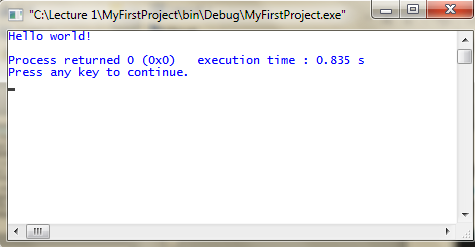 "C:\Lecture 1\MyFirstProject\bin\Debug\MyFirstProject.exe"
Hello world!
Process returned 0 (0x0)   execution time : 0.835 s
Press any key to continue.